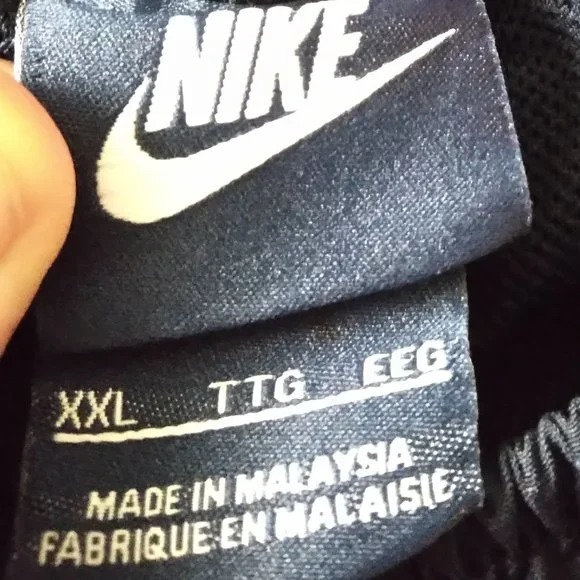 NIKE
XXL TTG EEG
MADE IN MALAYSIA
FABRIQUE EN MALAISIE